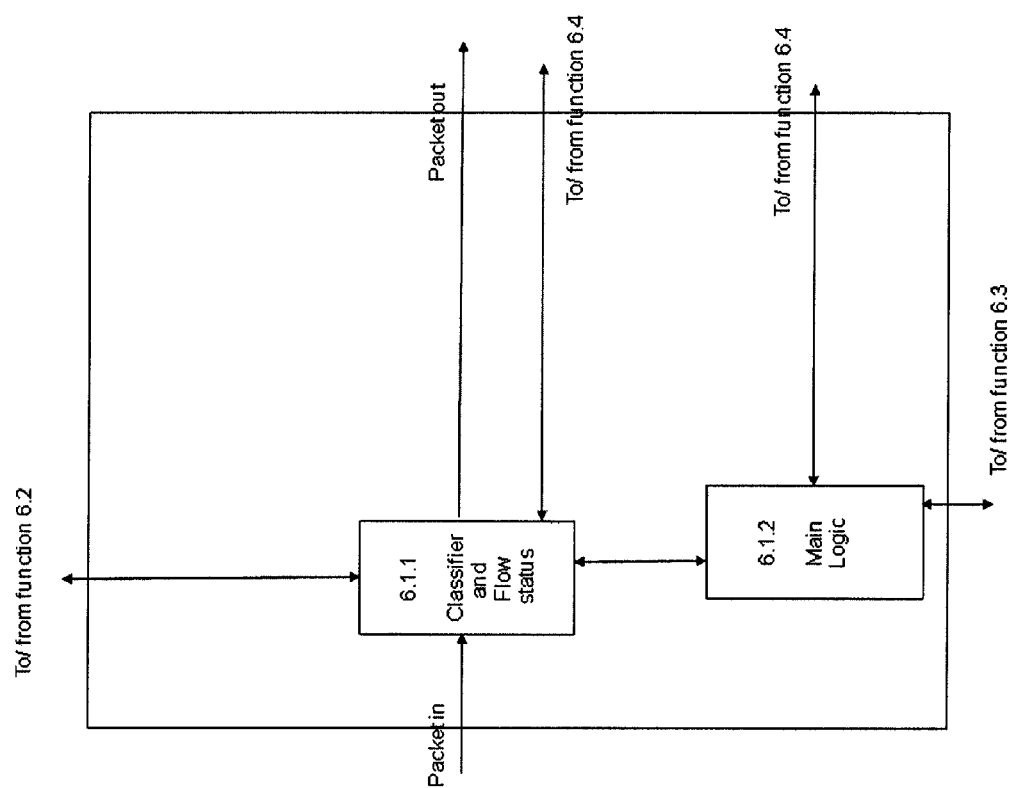 To/ from function 6.2
Packet in
6.1.1
Classifier
and
Flow
status
Packet out
To/ from function 6.4
6.1.2
Main
Logic
To/ from function 6.4
To/ from function 6.3